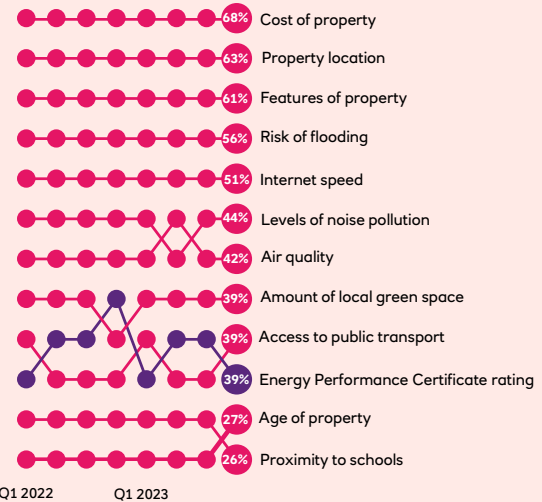 68% Cost of property
63% Property location
61% Features of property
56% Risk of flooding
51% Internet speed
44% Levels of noise pollution
42% Air quality
39% Amount of local green space
39% Access to public transport
39% Energy Performance Certificate rating
27% Age of property
26% Proximity to schools
Q1 2022 Q1 2023